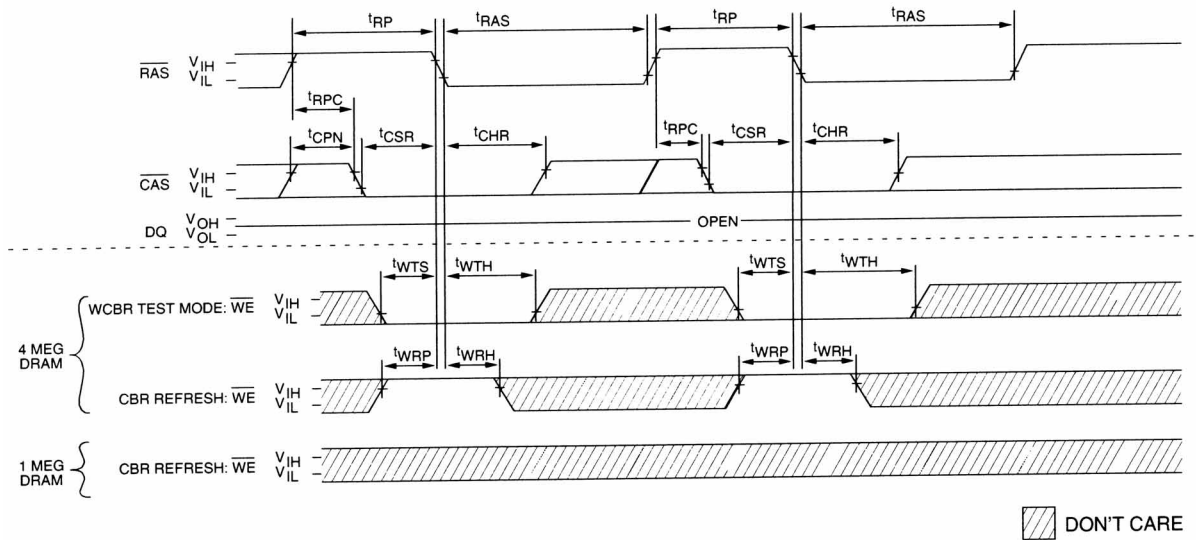 tRP tRAS tRP tRAS
RAS VIH
VIL
tRPC
tCPN tCSR tCHR tRPC tCSR tCHR
CAS VIH
VIL
DQ VOH
VOL
OPEN
tWTS tWTH tWTS tWTH
WCBR TEST MODE: WE VIH
VIL
4 MEG
DRAM
tWRP tWRH tWRP tWRH
CBR REFRESH: WE VIH
VIL
1 MEG
DRAM
CBR REFRESH: WE VIH
VIL
DON'T CARE